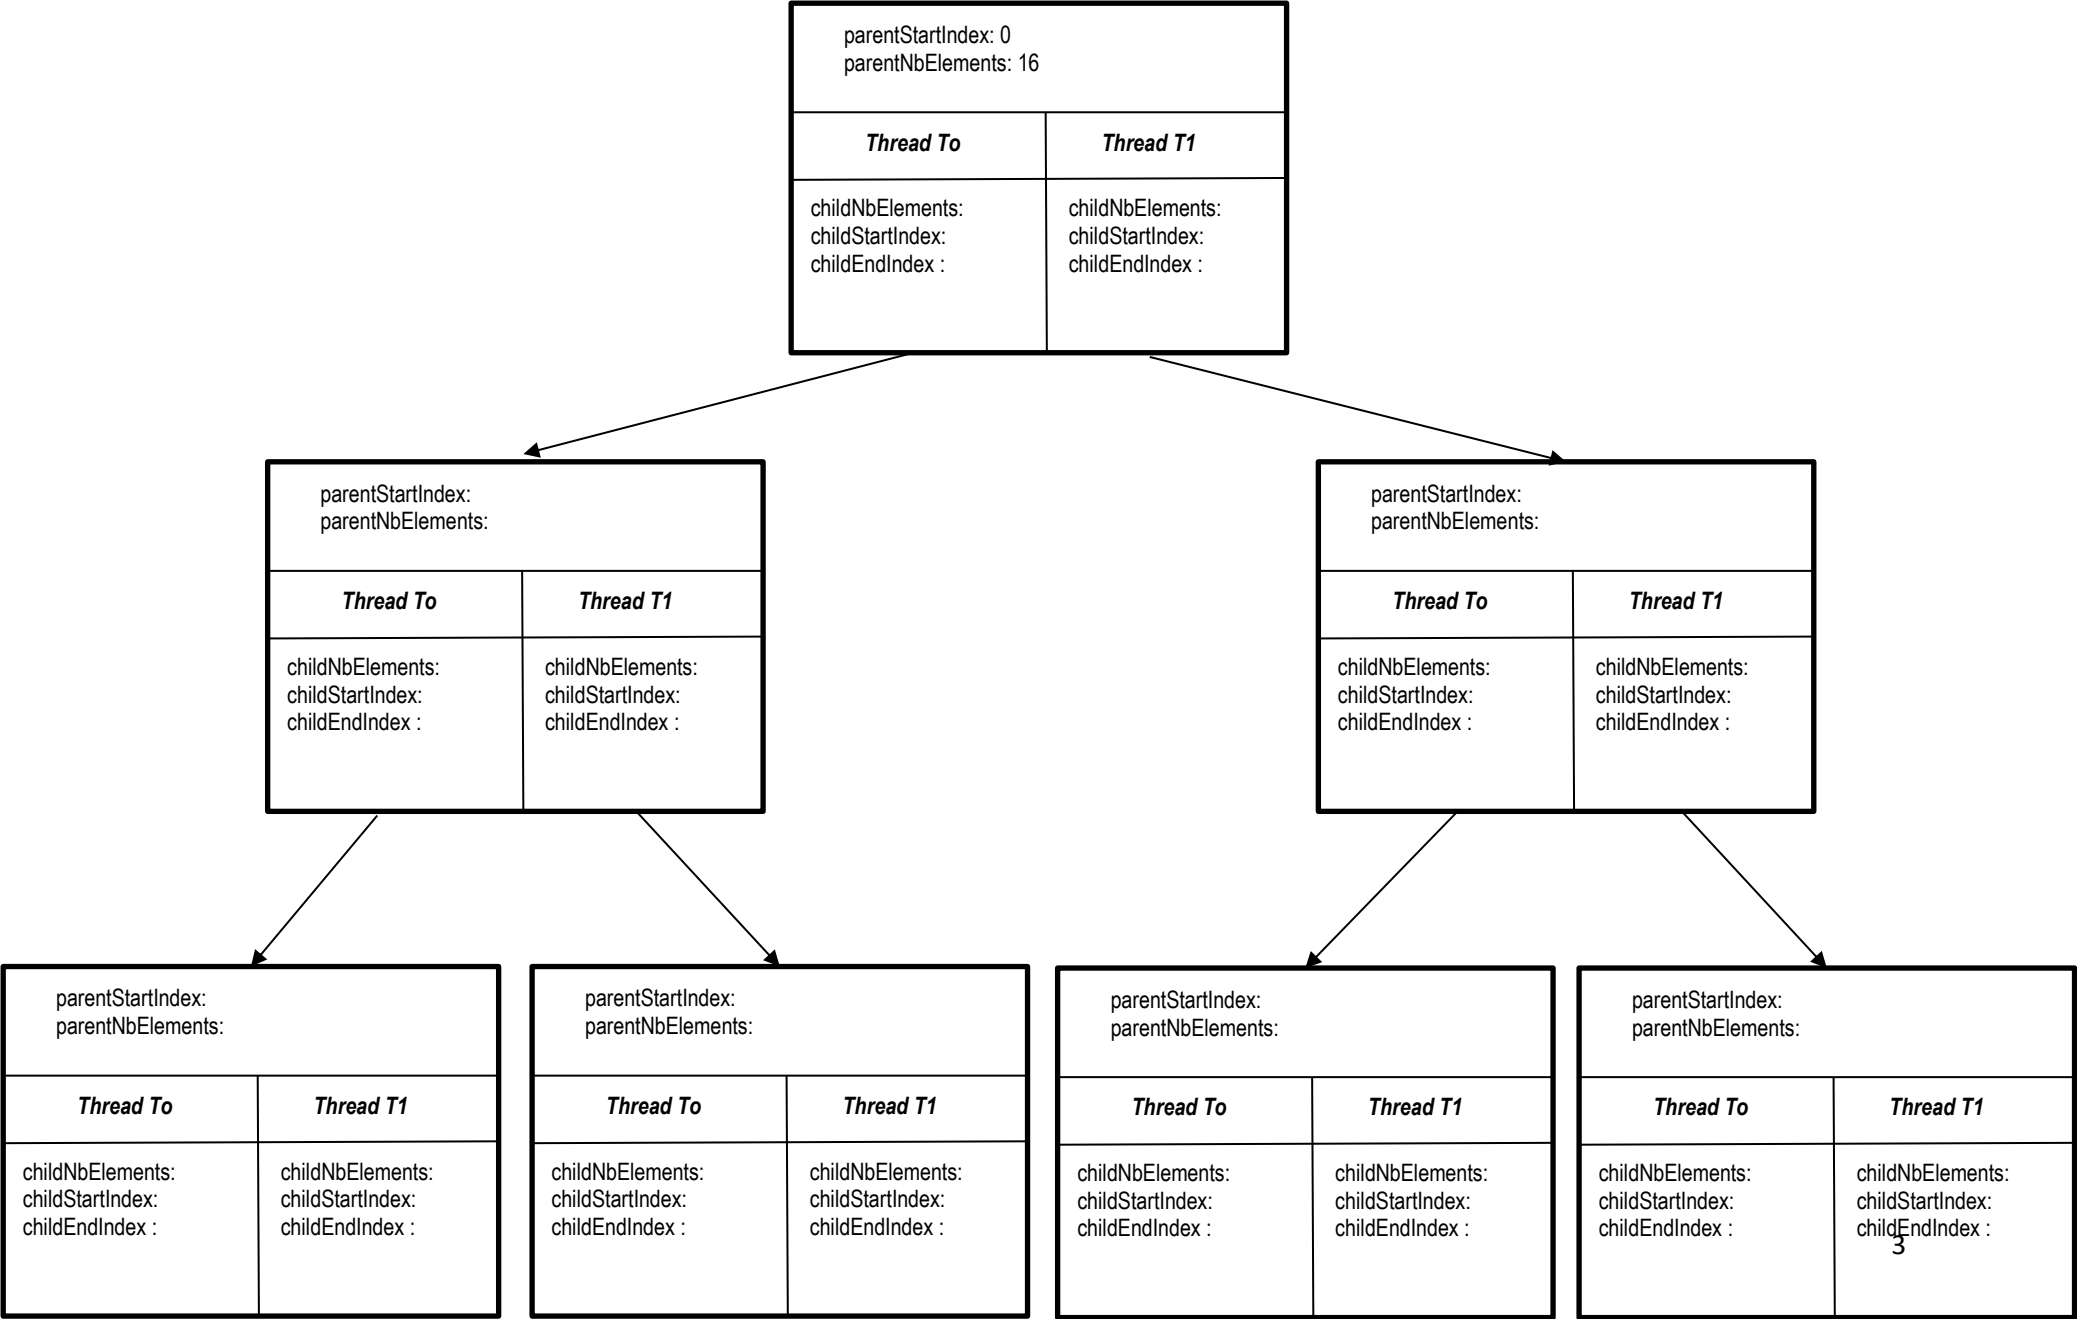 parentStartIndex: 0
parentNbElements: 16
Thread To
Thread T1
childNbElements:
childStartIndex:
childEndIndex :
childNbElements:
childStartIndex:
childEndIndex :
parentStartIndex:
parentNbElements:
Thread To
Thread T1
childNbElements:
childStartIndex:
childEndIndex :
childNbElements:
childStartIndex:
childEndIndex :
parentStartIndex:
parentNbElements:
Thread To
Thread T1
childNbElements:
childStartIndex:
childEndIndex :
childNbElements:
childStartIndex:
childEndIndex :
parentStartIndex:
parentNbElements:
Thread To
Thread T1
childNbElements:
childStartIndex:
childEndIndex :
childNbElements:
childStartIndex:
childEndIndex :
parentStartIndex:
parentNbElements:
Thread To
Thread T1
childNbElements:
childStartIndex:
childEndIndex :
childNbElements:
childStartIndex:
childEndIndex :
parentStartIndex:
parentNbElements:
Thread To
Thread T1
childNbElements:
childStartIndex:
childEndIndex :
childNbElements:
childStartIndex:
childEndIndex :
parentStartIndex:
parentNbElements:
Thread To
Thread T1
childNbElements:
childStartIndex:
childEndIndex :
childNbElements:
childStartIndex:
childEndIndex :
3